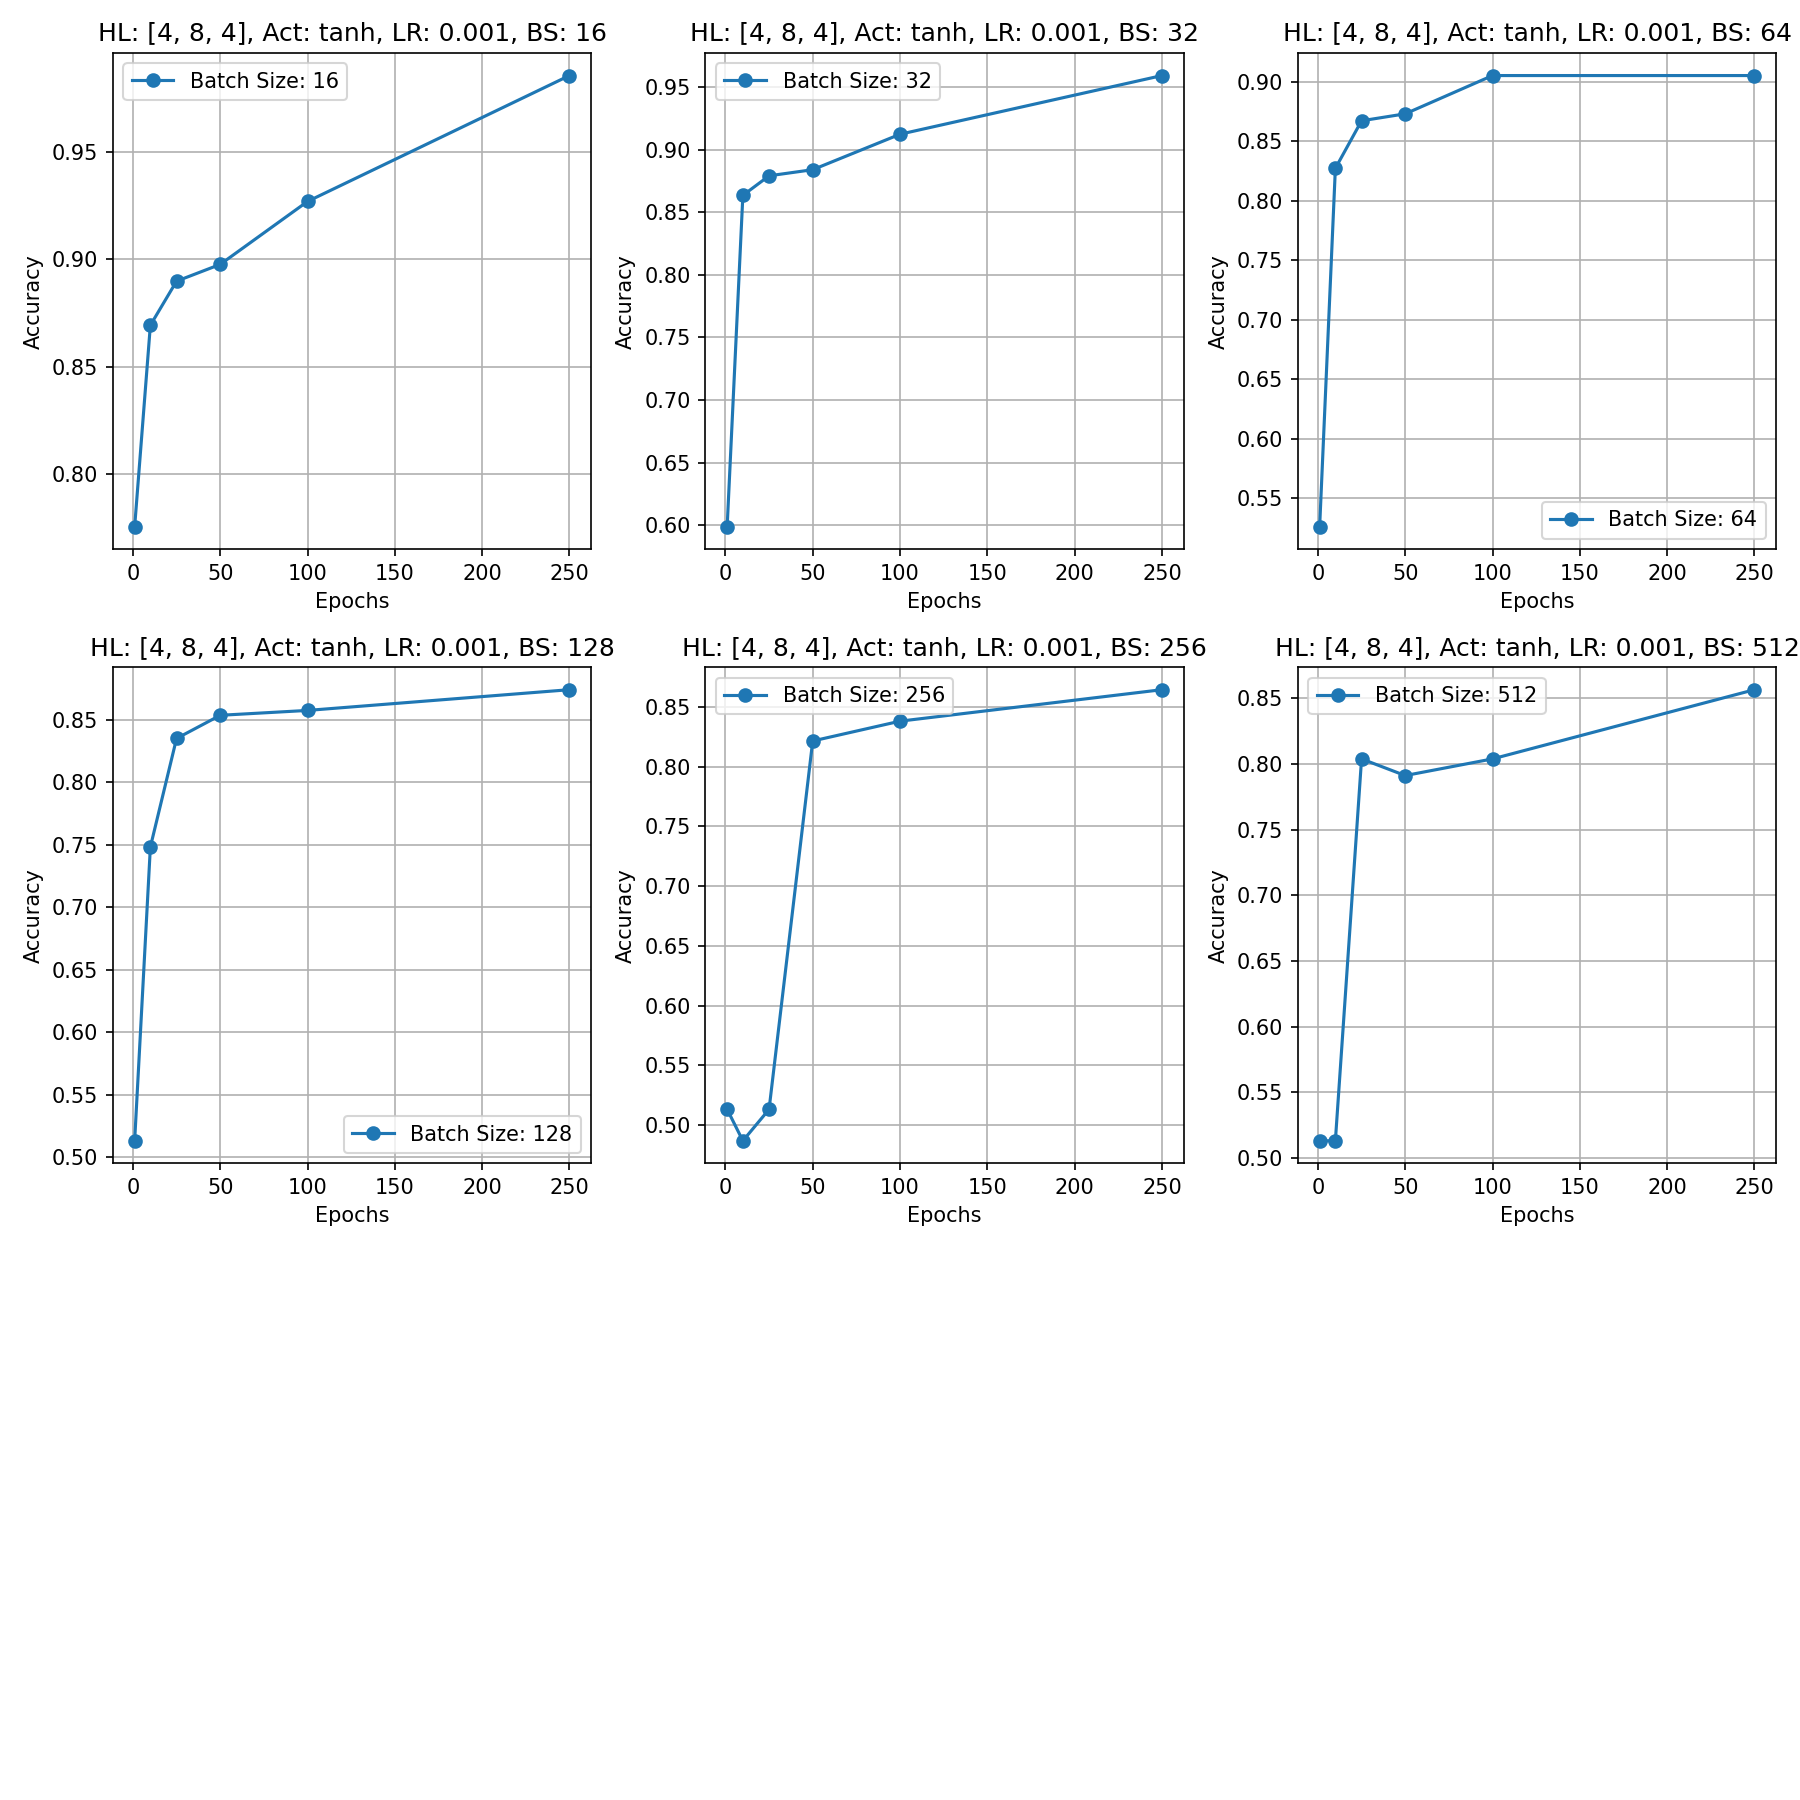 HL: [4, 8, 4], Act: tanh, LR: 0.001, BS: 16
Batch Size: 16
Accuracy
0.95
0.90
0.85
0.80
0 50 100 150 200 250
Epochs
HL: [4, 8, 4], Act: tanh, LR: 0.001, BS: 32
Batch Size: 32
Accuracy
0.95
0.90
0.85
0.80
0.75
0.70
0.65
0.60
0 50 100 150 200 250
Epochs
HL: [4, 8, 4], Act: tanh, LR: 0.001, BS: 64
Accuracy
0.90
0.85
0.80
0.75
0.70
0.65
0.60
0.55
Batch Size: 64
0 50 100 150 200 250
Epochs
HL: [4, 8, 4], Act: tanh, LR: 0.001, BS: 128
Accuracy
0.85
0.80
0.75
0.70
0.65
0.60
0.55
0.50
Batch Size: 128
0 50 100 150 200 250
Epochs
HL: [4, 8, 4], Act: tanh, LR: 0.001, BS: 256
Batch Size: 256
Accuracy
0.85
0.80
0.75
0.70
0.65
0.60
0.55
0.50
0 50 100 150 200 250
Epochs
HL: [4, 8, 4], Act: tanh, LR: 0.001, BS: 512
Batch Size: 512
Accuracy
0.85
0.80
0.75
0.70
0.65
0.60
0.55
0.50
0 50 100 150 200 250
Epochs